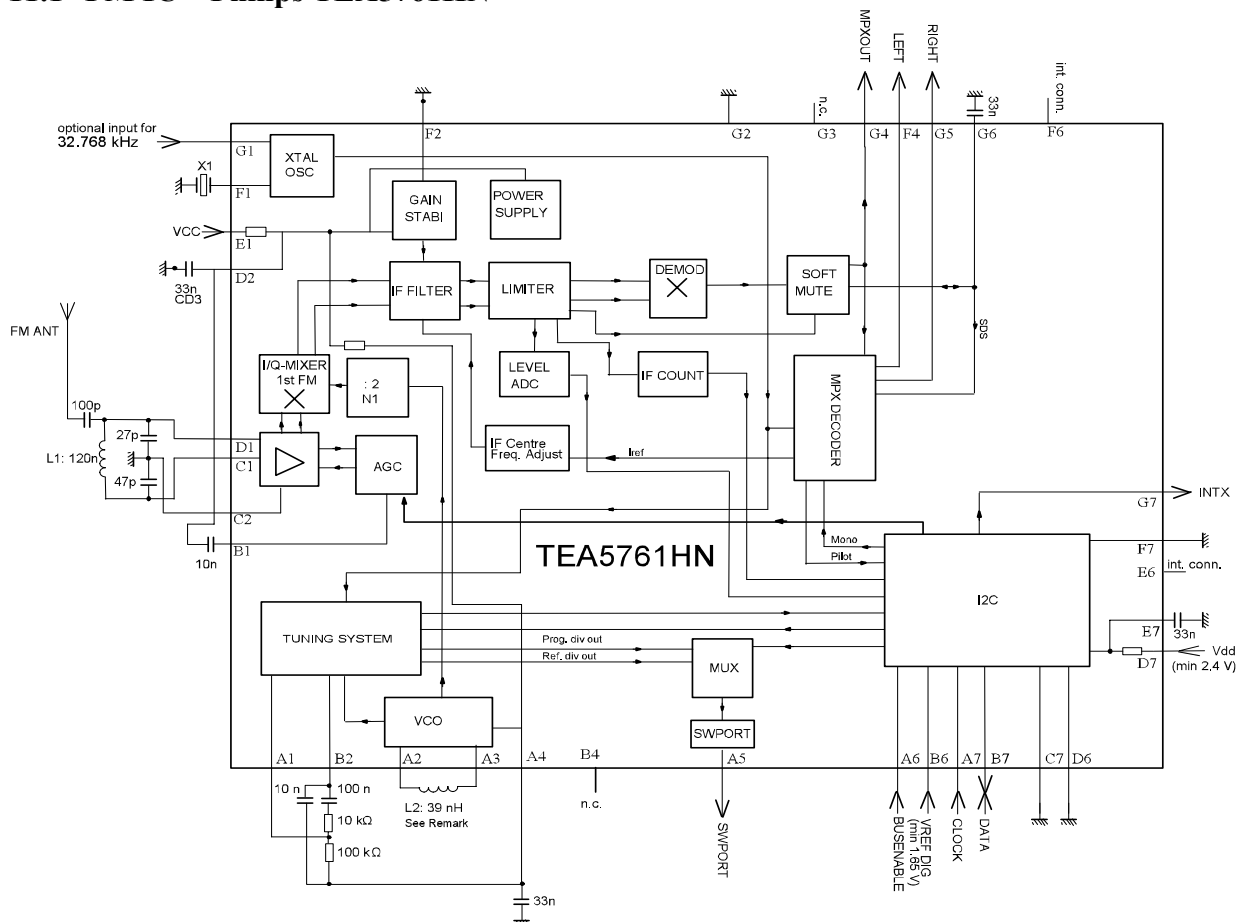 MPXOUT
LEFT
RIGHT
int. conn.
n.c.
33n
optional input for
32.768 kHz
F2
G2
G3
G4
F4
G5
G6
F6
G1
XTAL
OSC
X1
F1
GAIN
STABI
POWER
SUPPLY
VCC
E1
D2
33n
CD3
IF FILTER
LIMITER
DEMOD
SOFT
MUTE
SDS
FM ANT
I/Q-MIXER
1st FM
: 2
N1
LEVEL
ADC
IF COUNT
MPX DECODER
100p
27p
D1
L1: 120n
C1
47p
AGC
IF Centre
Freq. Adjust
Iref
C2
10n
B1
G7
INTX
TEA5761HN
Mono
Pilot
I2C
F7
E6
int. conn.
E7
33n
D7
Vdd
(min 2.4 V)
TUNING SYSTEM
Prog. div out
Ref. div out
MUX
VCO
SWPORT
A1
B2
A2
A3
A4
B4
A5
A6
B6
A7
B7
C7
D6
n.c.
10 n
100 n
10 kΩ
100 kΩ
L2: 39 nH
See Remark
33n
SWPORT
BUSENABLE
VREF DIG
(min 1.65 V)
CLOCK
DATA